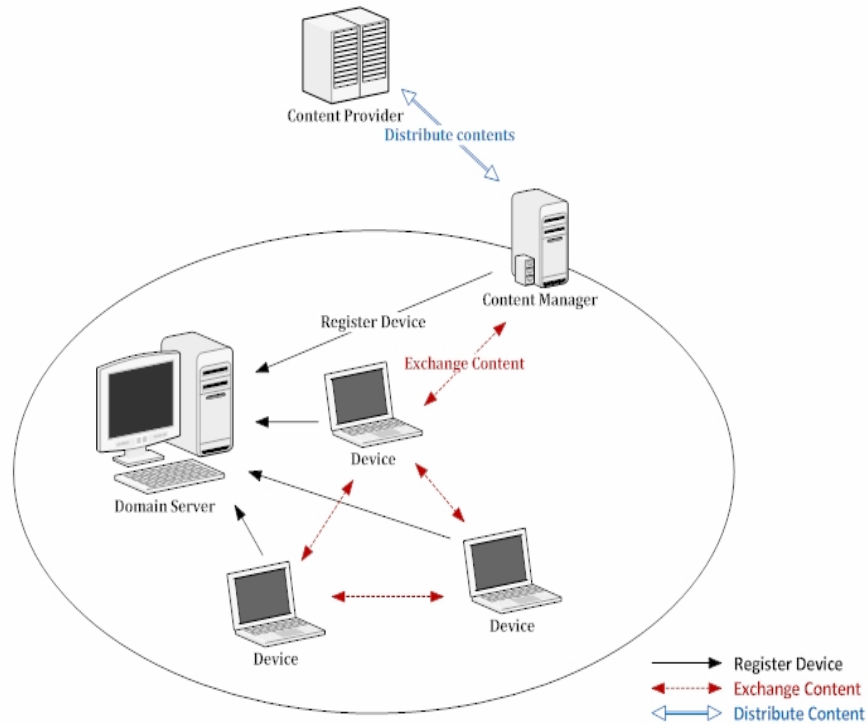 Content Provider
Distribute contents
Content Manager
Register Device
Exchange Content
Device
Domain Server
Device
Device
Register Device
Exchange Content
Distribute Content